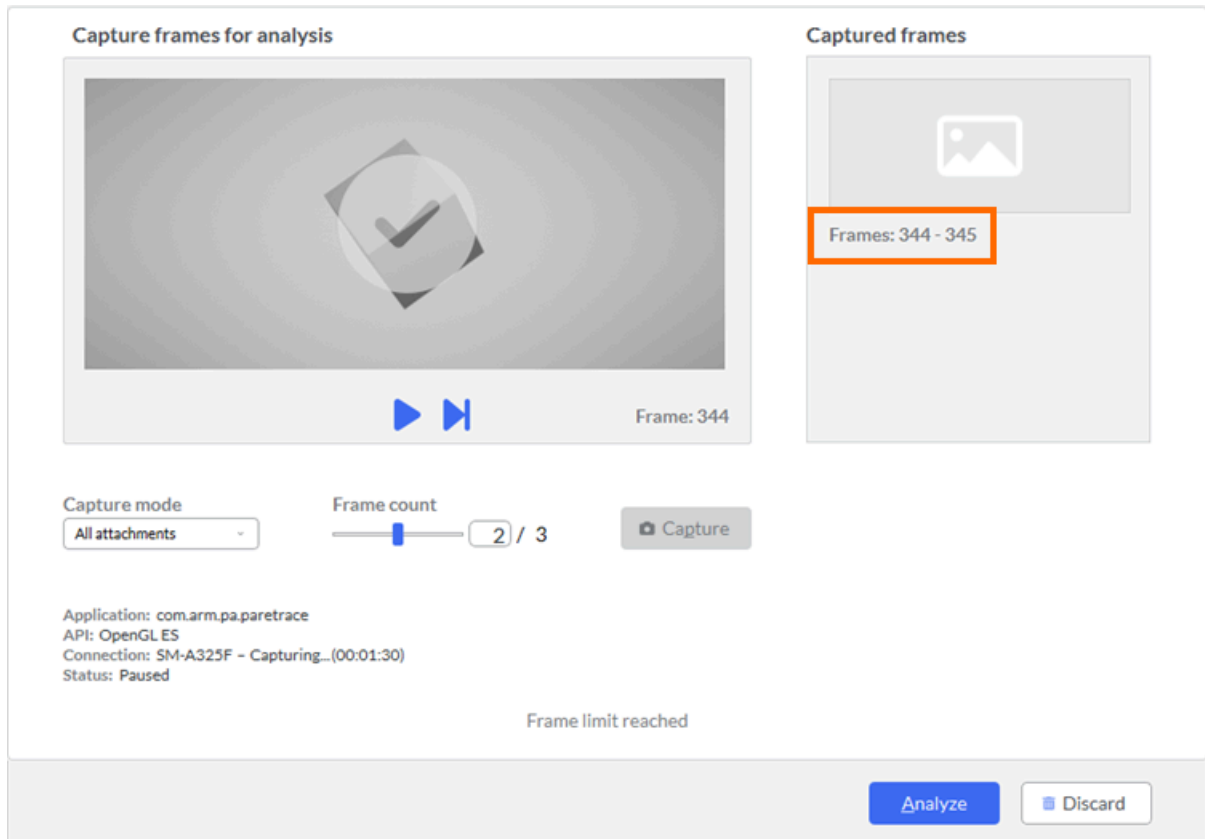 Capture frames for analysis
Captured frames
Frames: 344 - 345
Frame: 344
Capture mode
Frame count
All attachments
2 / 3
Capture
Application: com.arm.pa.paretrace
API: OpenGL ES
Connection: SM-A325F – Capturing...(00:01:30)
Status: Paused
Frame limit reached
Analyze
Discard